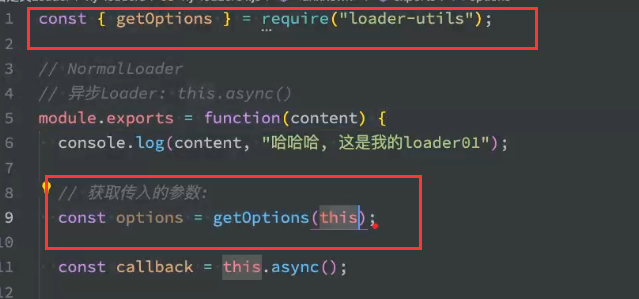 1 const { getOptions } = require("loader-utils");
2
3 // NormalLoader
4 // 异步Loader: this.async()
5 module.exports = function(content) {
6 console.log(content, "哈哈哈, 这是我的loader01");
7
8 // 获取传入的参数:
9 const options = getOptions(this);
10
11 const callback = this.async();
12